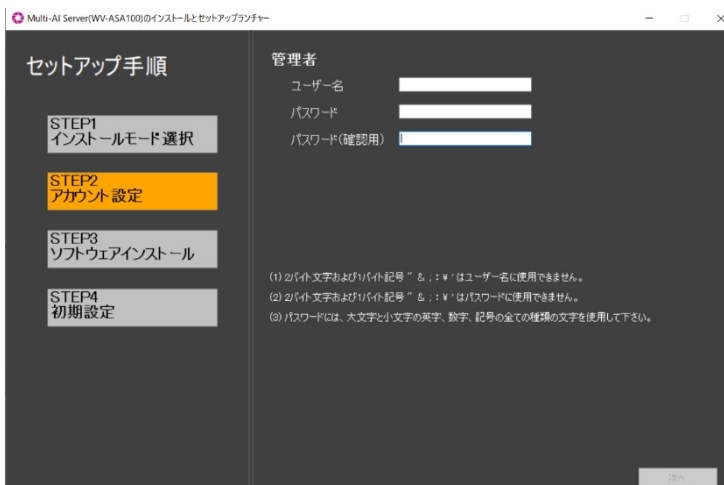 Multi-AI Server(WV-ASA100)のインストールとセットアップランチャー
セットアップ手順
STEP1
インストールモード選択
STEP2
アカウント設定
STEP3
ソフトウェアインストール
STEP4
初期設定
管理者
ユーザー名
パスワード
パスワード(確認用)
(1) 2バイト文字および1バイト記号 " & ; : ¥ ' はユーザー名に使用できません。
(2) 2バイト文字および1バイト記号 " & ; : ¥ ' はパスワードに使用できません。
(3) パスワードには、大文字と小文字の英字、数字、記号の全ての種類の文字を使用して下さい。
次へ